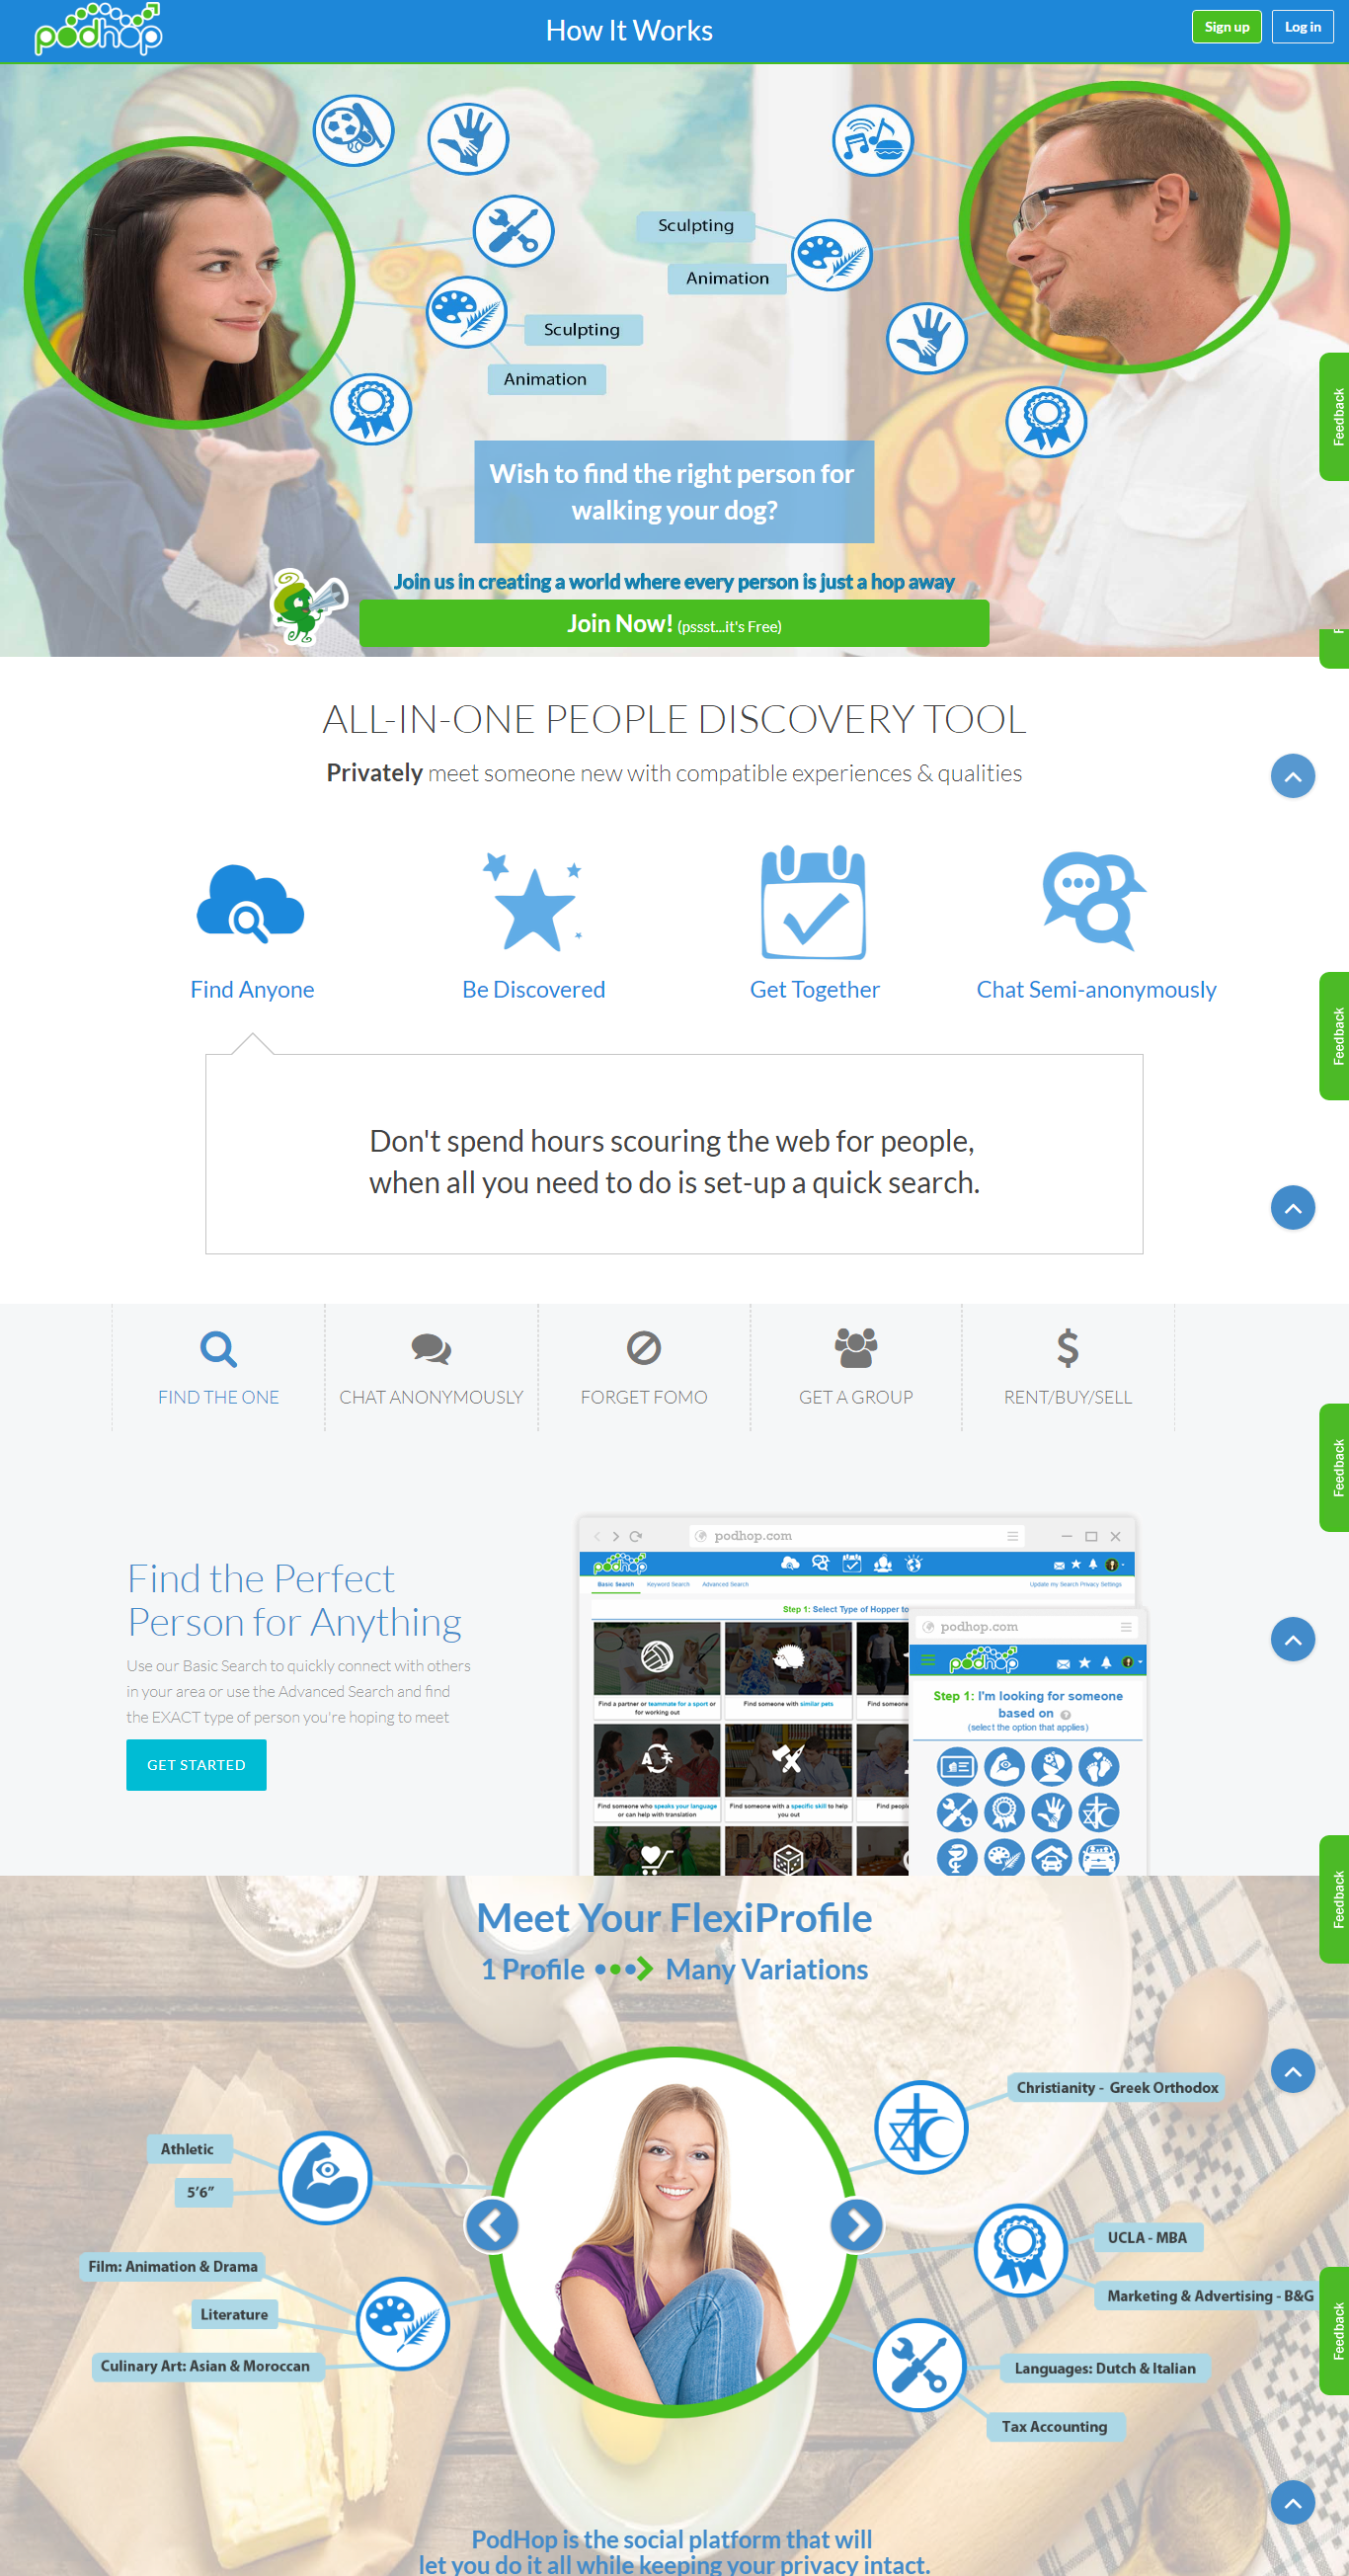 podhop
How It Works
Sign up
Log in
Sculpting
Animation
Sculpting
Animation
Feedback
Wish to find the right person for
walking your dog?
Join us in creating a world where every person is just a hop away
Join Now! (pssst...it's Free)
ALL-IN-ONE PEOPLE DISCOVERY TOOL
Privately meet someone new with compatible experiences & qualities
Find Anyone
Be Discovered
Get Together
Chat Semi-anonymously
Feedback
Don't spend hours scouring the web for people,
when all you need to do is set-up a quick search.
FIND THE ONE
CHAT ANONYMOUSLY
FORGET FOMO
GET A GROUP
RENT/BUY/SELL
Feedback
Find the Perfect
Person for Anything
Use our Basic Search to quickly connect with others
in your area or use the Advanced Search and find
the EXACT type of person you're hoping to meet
GET STARTED
podhop.com
podhop
Basic Search
Keyword Search
Advanced Search
Update my Search Privacy Settings
Step 1: Select Type of Hopper to
Find a partner or teammate for a sport or
for working out
Find someone with similar pets
Find someone
Find someone who speaks your language
or can help with translation
Find someone with a specific skill to help
you out
Find people
podhop.com
podhop
Step 1: I'm looking for someone
based on ?
(select the option that applies)
Feedback
Meet Your FlexiProfile
1 Profile
Many Variations
Christianity - Greek Orthodox
Athletic
5'6"
UCLA - MBA
Film: Animation & Drama
Marketing & Advertising - B&G
Literature
Feedback
Culinary Art: Asian & Moroccan
Languages: Dutch & Italian
Tax Accounting
PodHop is the social platform that will
let you do it all while keeping your privacy intact.